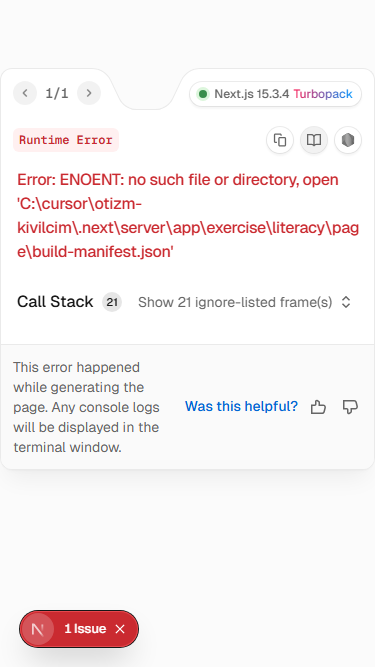 1/1
Next.js 15.3.4 Turbopack
Runtime Error
Error: ENOENT: no such file or directory, open
'C:\cursor\otizm-
kivilcim\.next\server\app\exercise\literacy\pag
e\build-manifest.json'
Call Stack 21 Show 21 ignore-listed frame(s)
This error happened
while generating the
page. Any console logs
will be displayed in the
terminal window.
Was this helpful?
N 1 Issue